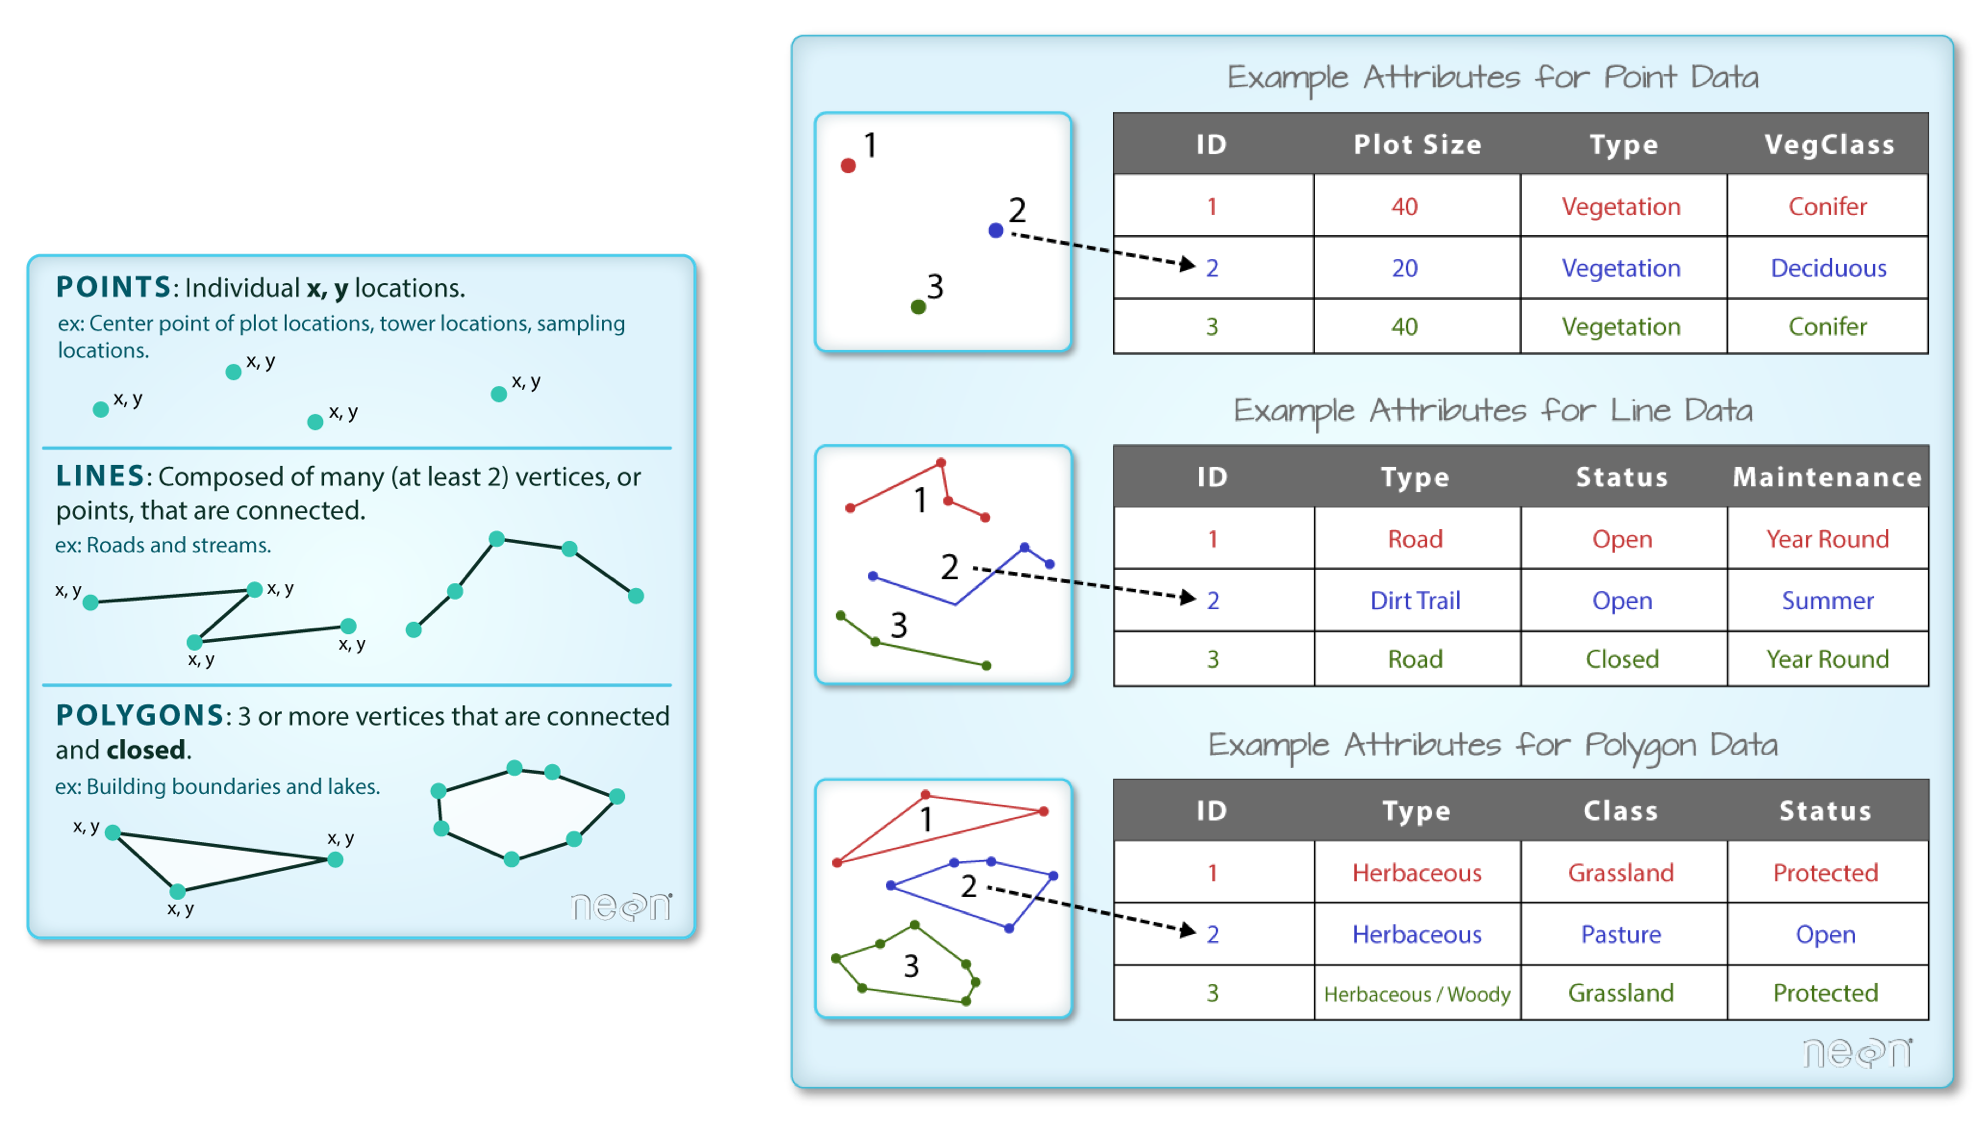 POINTS: Individual x, y locations.
ex: Center point of plot locations, tower locations, sampling
locations.
x, y
x, y
x, y
x, y
LINES: Composed of many (at least 2) vertices, or
points, that are connected.
ex: Roads and streams.
x, y
x, y
x, y
x, y
POLYGONS: 3 or more vertices that are connected
and closed.
ex: Building boundaries and lakes.
x, y
x, y
x, y
neon
Example Attributes for Point Data
1
2
3
ID Plot Size Type VegClass
1 40 Vegetation Conifer
2 20 Vegetation Deciduous
3 40 Vegetation Conifer
Example Attributes for Line Data
1
2
3
ID Type Status Maintenance
1 Road Open Year Round
2 Dirt Trail Open Summer
3 Road Closed Year Round
Example Attributes for Polygon Data
1
2
3
ID Type Class Status
1 Herbaceous Grassland Protected
2 Herbaceous Pasture Open
3 Herbaceous / Woody Grassland Protected
neon